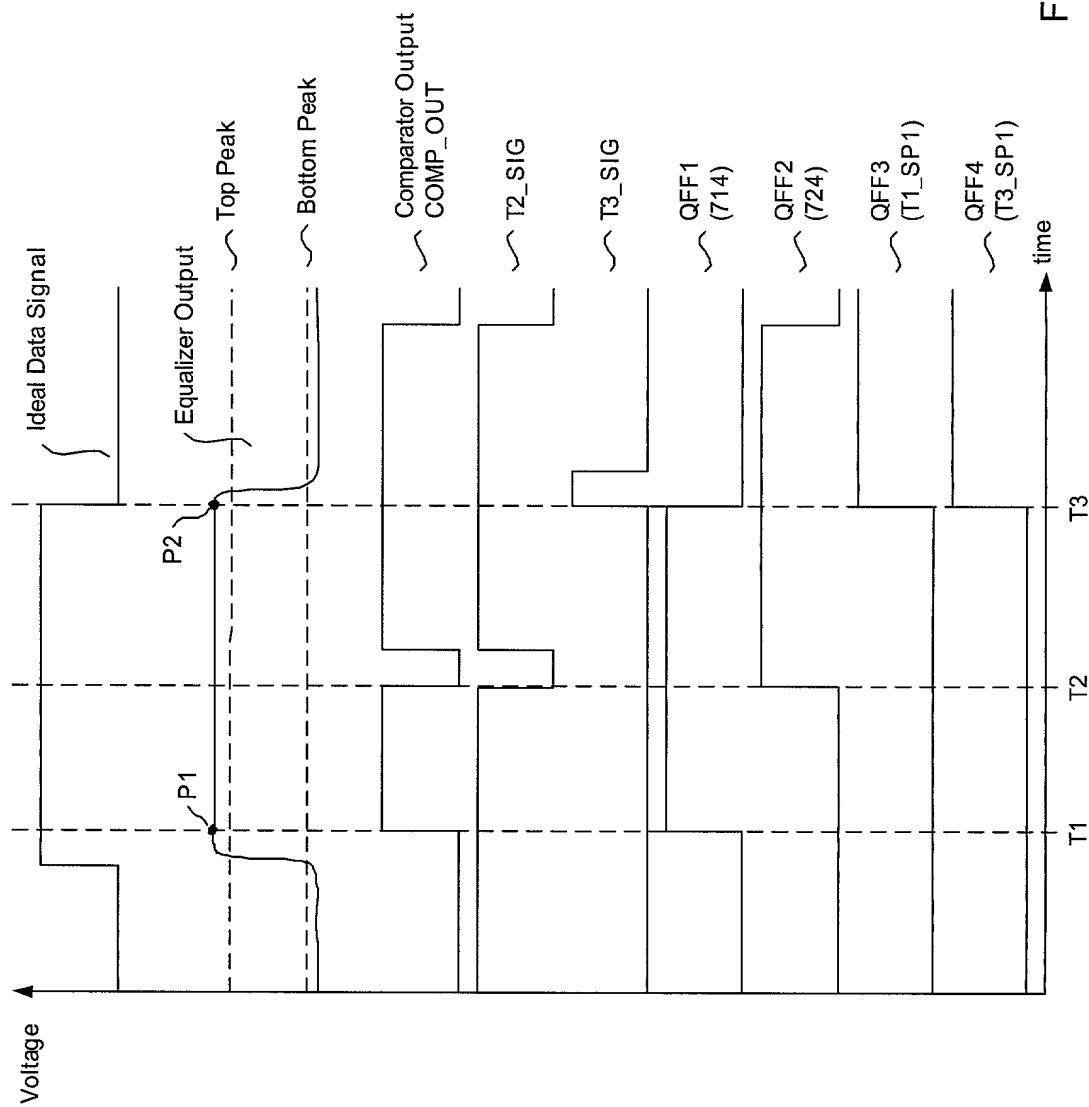 Voltage
Ideal Data Signal
Equalizer Output
Top Peak
Bottom Peak
P1
P2
Comparator Output
COMP_OUT
T2_SIG
T3_SIG
QFF1
(714)
QFF2
(724)
QFF3
(T1_SP1)
QFF4
(T3_SP1)
T1
T2
T3
time
F